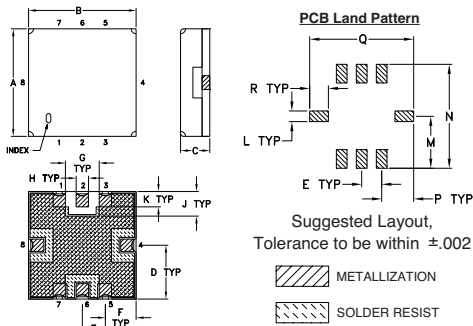 B
7 6 5
A
8
4
INDEX
1 2 3
C
PCB Land Pattern
Q
R TYP
L TYP
N
M
E TYP
P TYP
G
TYP
H TYP
1 2 3
K TYP
J TYP
8
4
D TYP
7 6 5
F
TYP
Suggested Layout,
Tolerance to be within ±.002
METALLIZATION
SOLDER RESIST